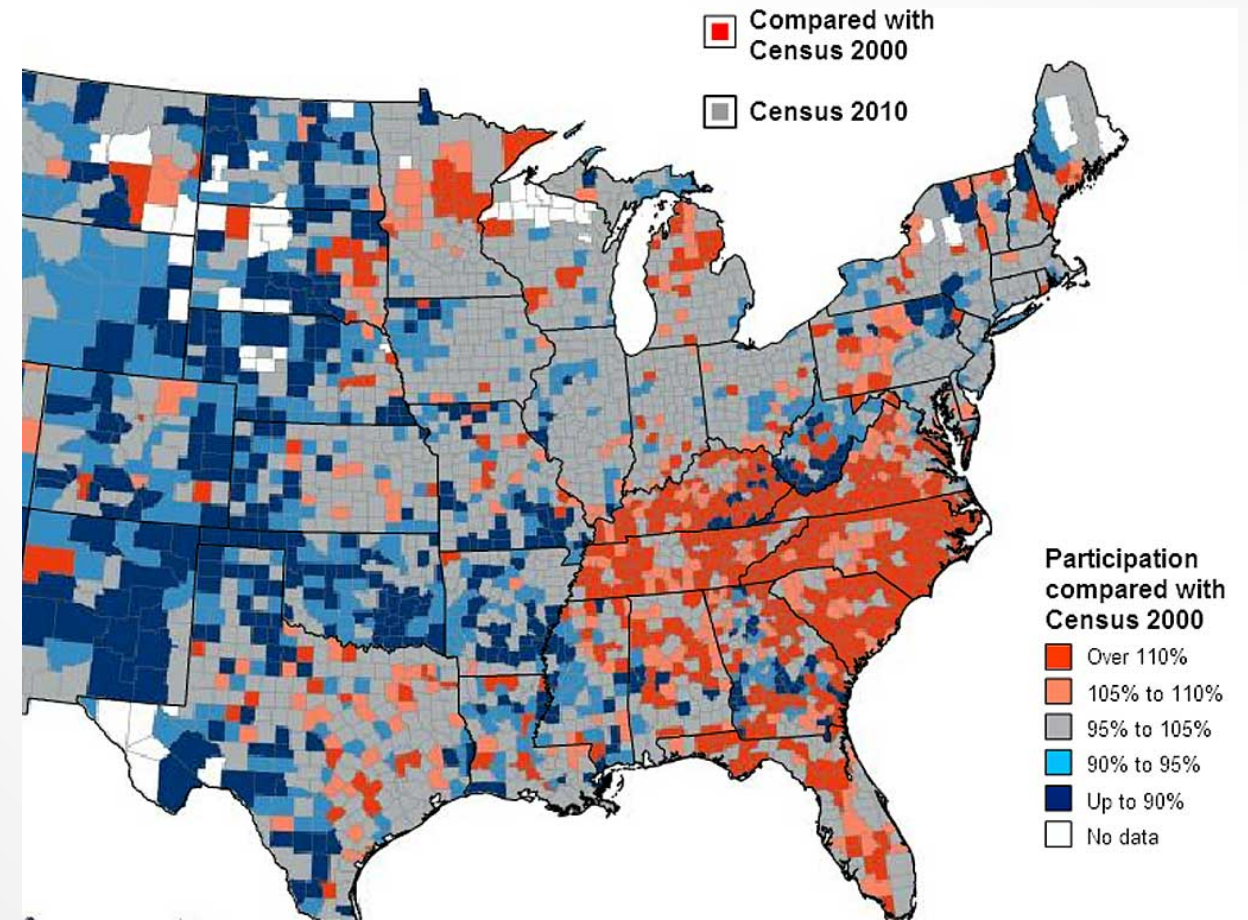 Compared with
Census 2000
Census 2010
Participation
compared with
Census 2000
Over 110%
105% to 110%
95% to 105%
90% to 95%
Up to 90%
No data